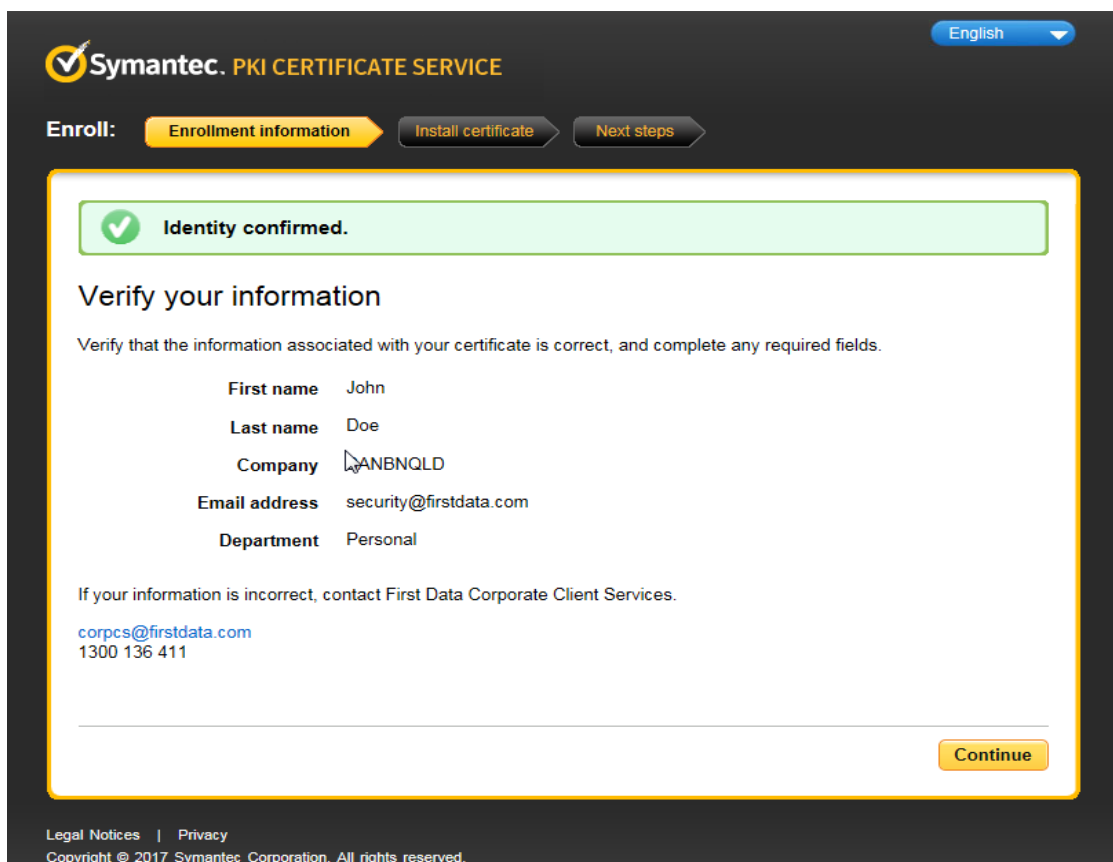 English
Symantec. PKI CERTIFICATE SERVICE
Enroll: Enrollment information Install certificate Next steps
Identity confirmed.
Verify your information
Verify that the information associated with your certificate is correct, and complete any required fields.
First name John
Last name Doe
Company ANBNQLD
Email address security@firstdata.com
Department Personal
If your information is incorrect, contact First Data Corporate Client Services.
corpcs@firstdata.com
1300 136 411
Continue
Legal Notices | Privacy
Copyright © 2017 Symantec Corporation. All rights reserved.